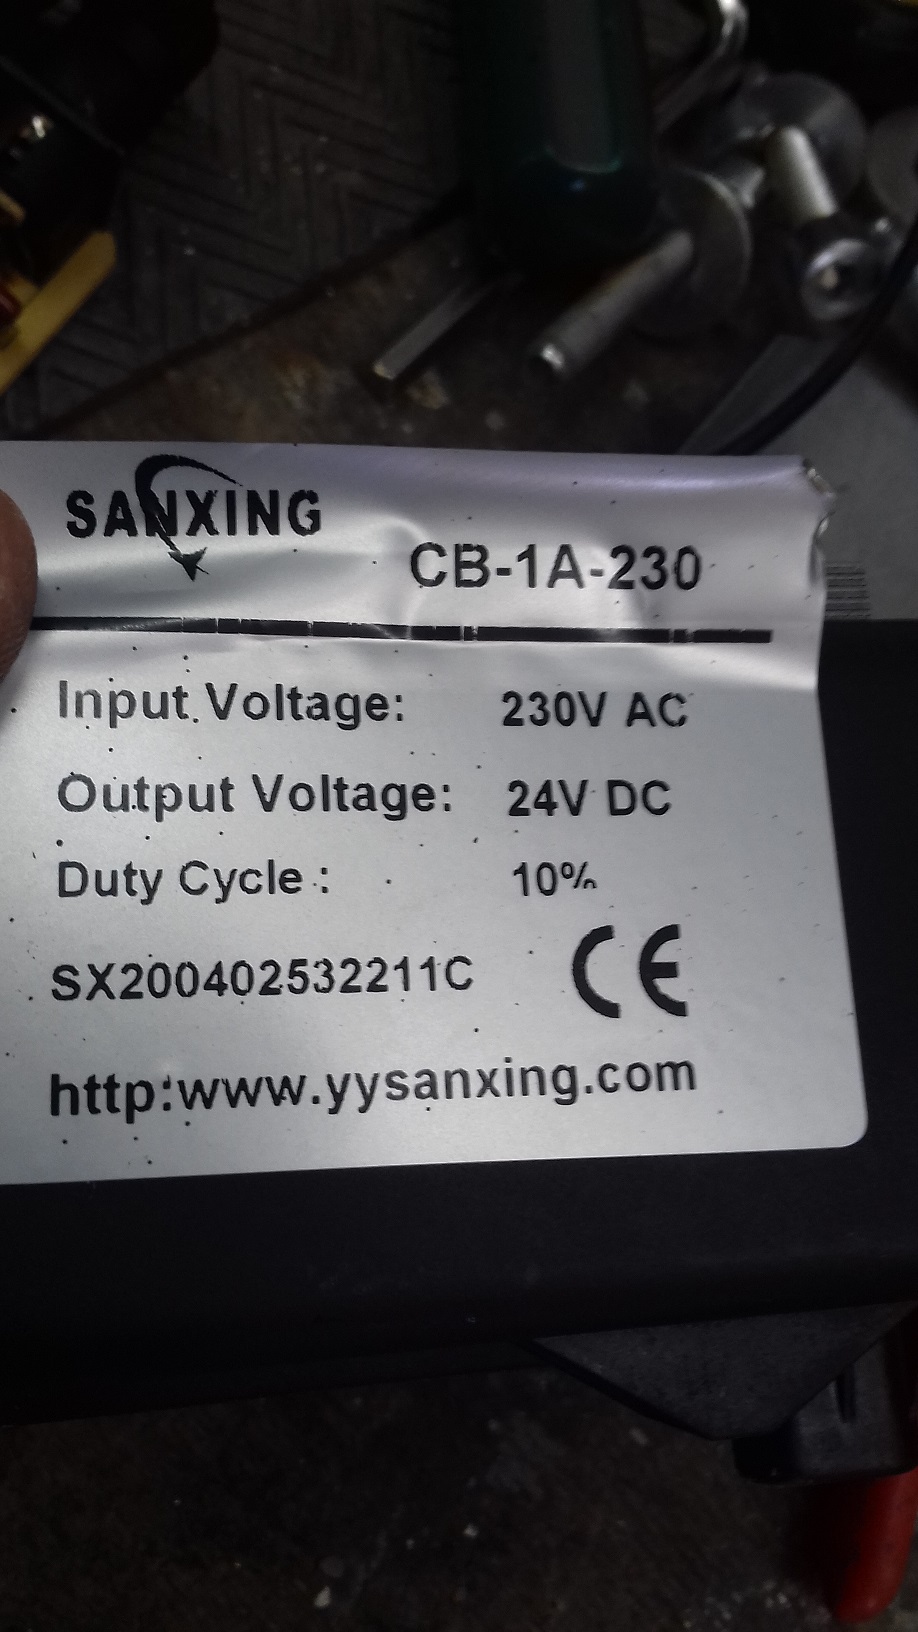 SANXING
CB-1A-230
Input Voltage: 230V AC
Output Voltage: 24V DC
Duty Cycle : 10%
SX200402532211C CE
http:www.yysanxing.com